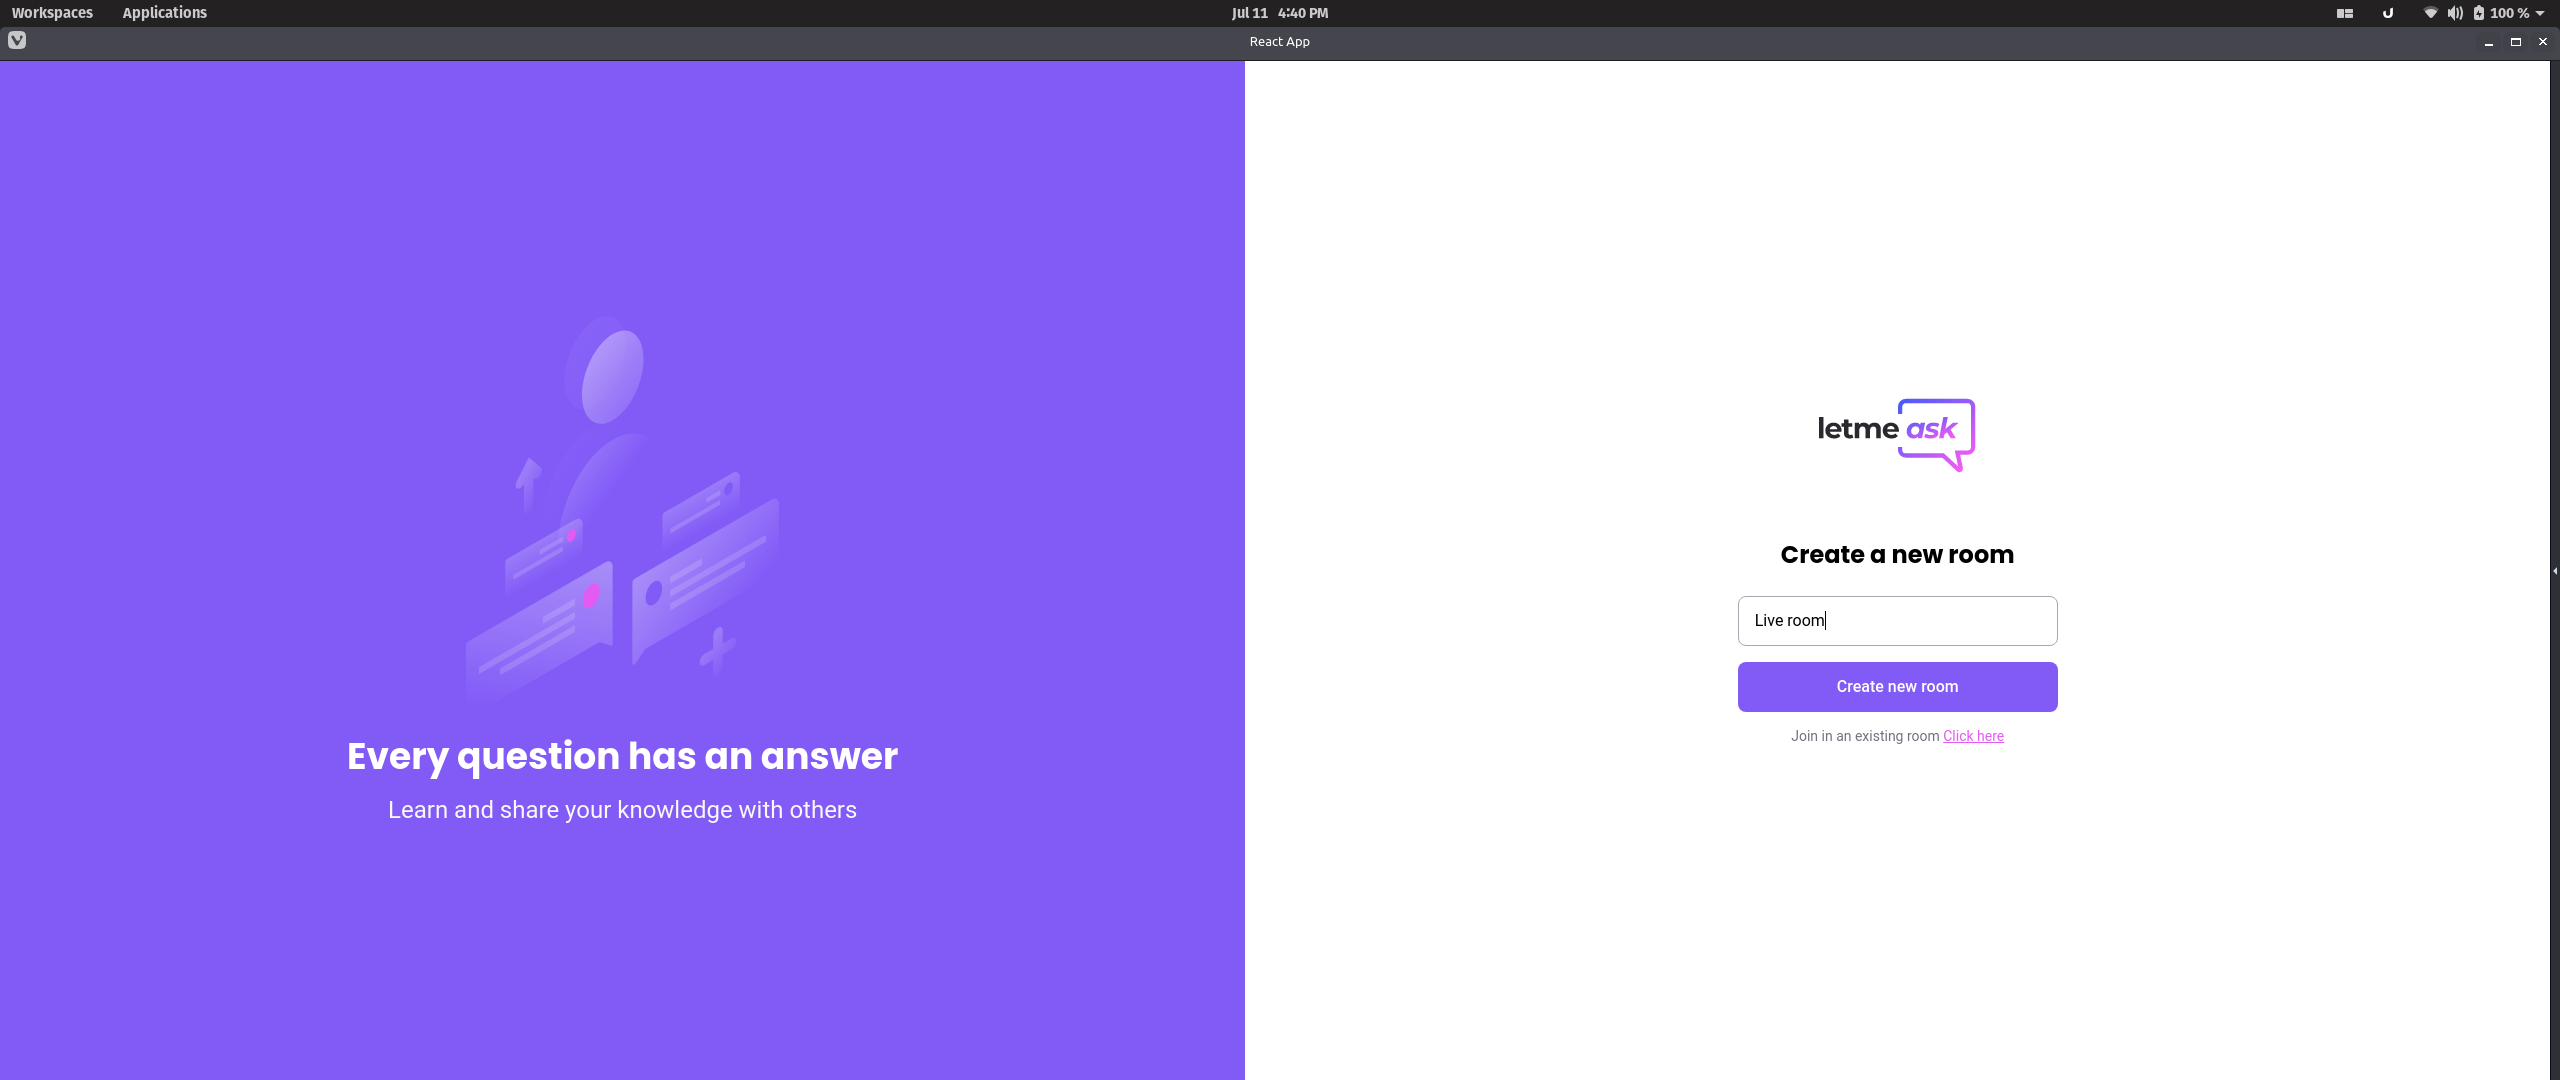 Workspaces Applications Jul 11 4:40 PM 100 %
React App
letme ask
Create a new room
Live room
Create new room
Join in an existing room Click here
Every question has an answer
Learn and share your knowledge with others